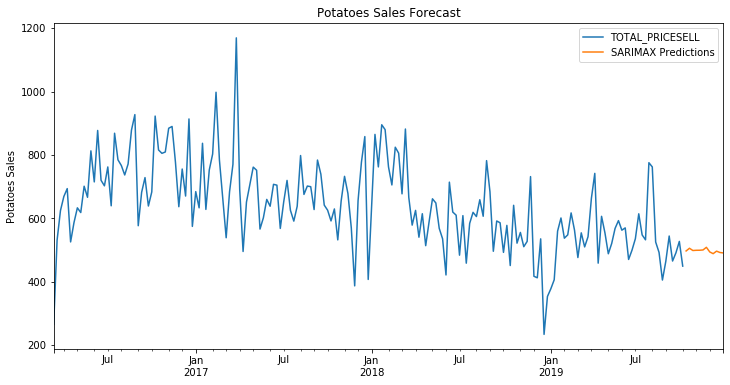 Potatoes Sales Forecast
TOTAL_PRICESELL
SARIMAX Predictions
Potatoes Sales
1200
1000
800
600
400
200
Jul
Jan
2017
Jul
Jan
2018
Jul
Jan
2019
Jul